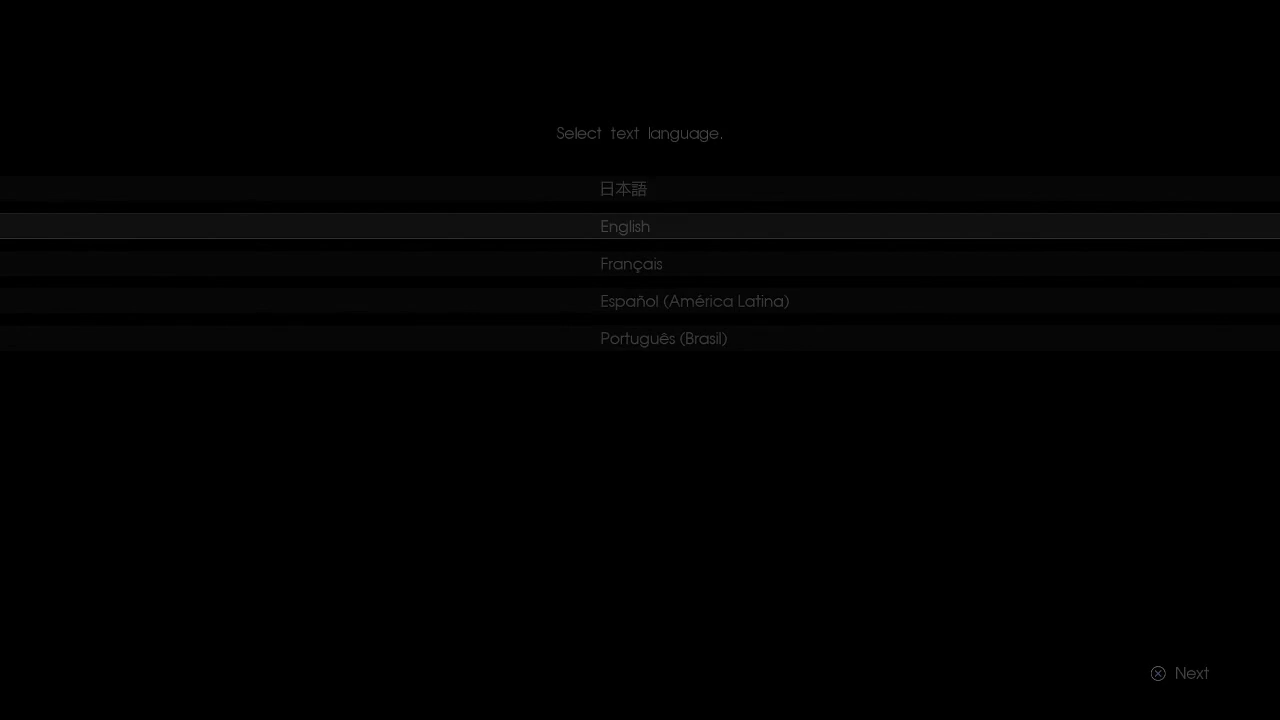 Select text language.
日本語
English
Français
Español (América Latina)
Português (Brasil)
Next